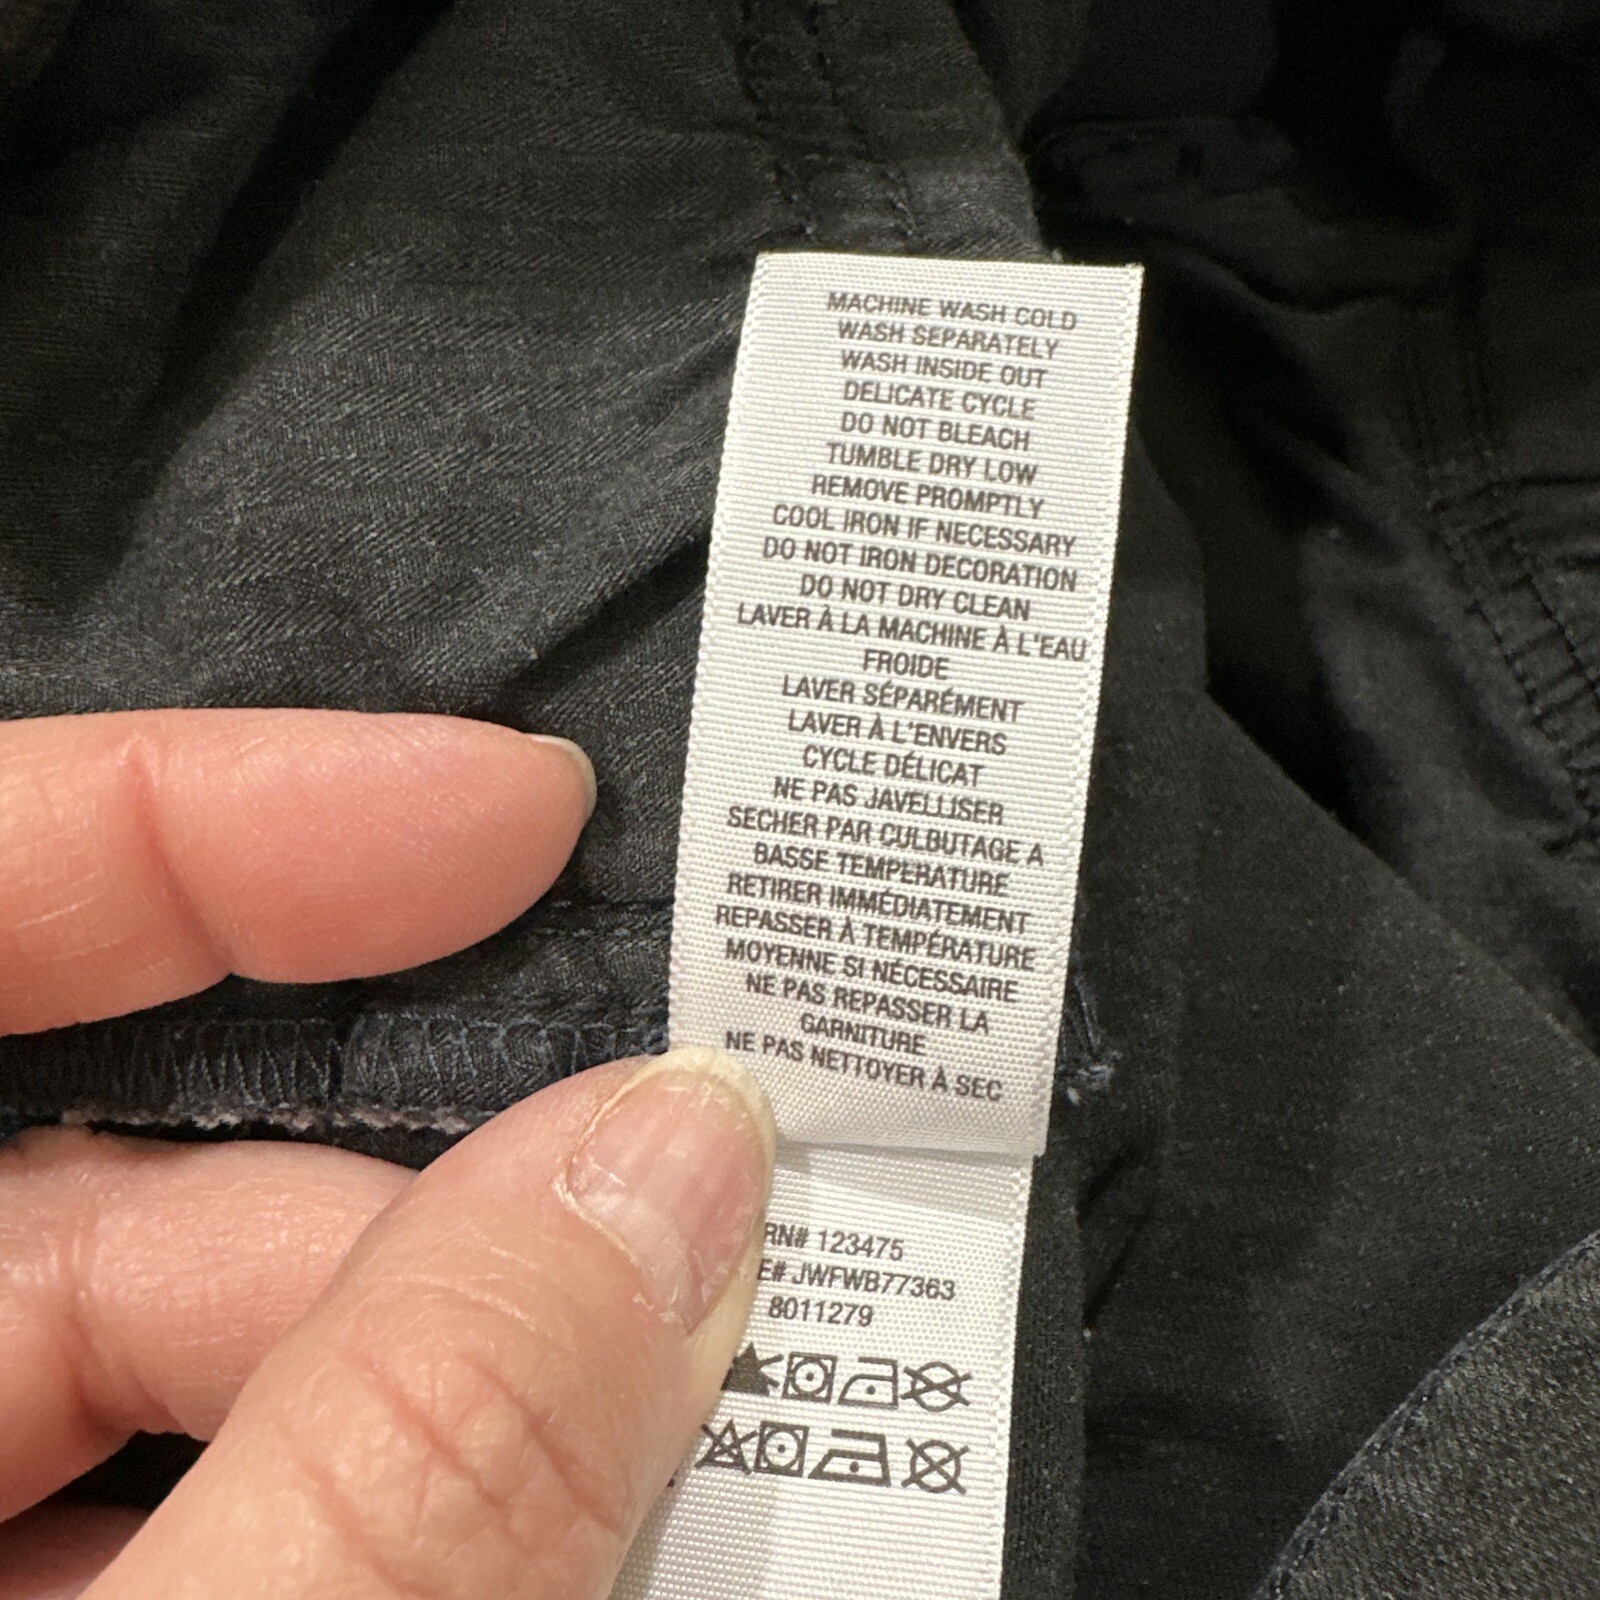 MACHINE WASH COLD
WASH SEPARATELY
WASH INSIDE OUT
DELICATE CYCLE
DO NOT BLEACH
TUMBLE DRY LOW
REMOVE PROMPTLY
COOL IRON IF NECESSARY
DO NOT IRON DECORATION
DO NOT DRY CLEAN
LAVER À LA MACHINE À L'EAU
FROIDE
LAVER SÉPARÉMENT
LAVER À L'ENVERS
CYCLE DÉLICAT
NE PAS JAVELLISER
SECHER PAR CULBUTAGE A
BASSE TEMPERATURE
RETIRER IMMÉDIATEMENT
REPASSER À TEMPÉRATURE
MOYENNE SI NÉCESSAIRE
NE PAS REPASSER LA
GARNITURE
NE PAS NETTOYER À SEC
RN# 123475
E# JWFWB77363
8011279